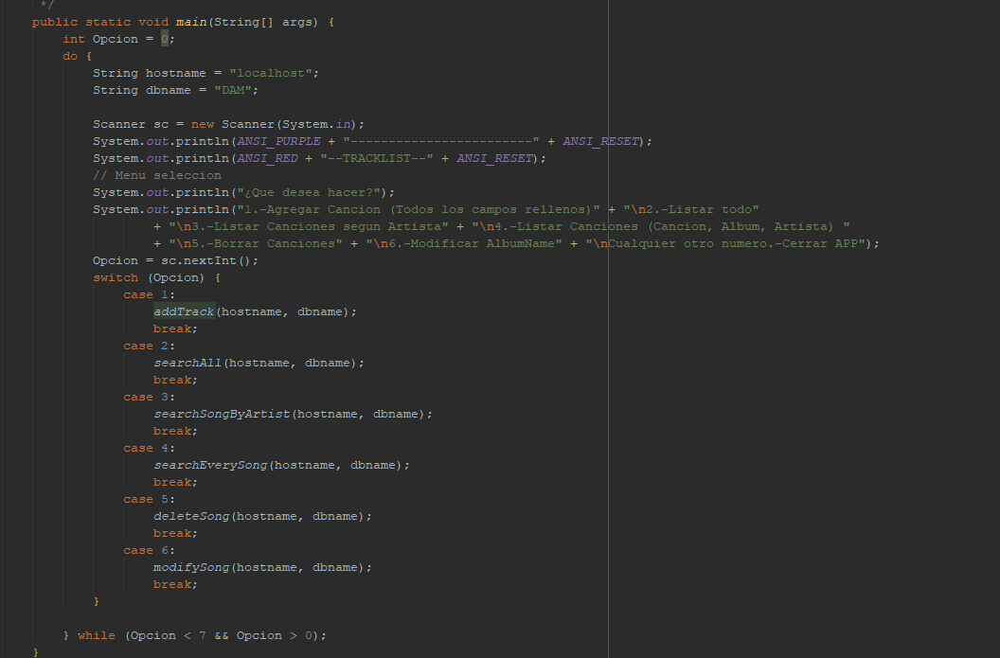 */
public static void main(String[] args) {
int Opcion = 0;
do {
String hostname = "localhost";
String dbname = "DAM";
Scanner sc = new Scanner(System.in);
System.out.println(ANSI_PURPLE + "------------------------" + ANSI_RESET);
System.out.println(ANSI_RED + "--TRACKLIST--" + ANSI_RESET);
// Menu seleccion
System.out.println("¿Que desea hacer?");
System.out.println("1.-Agregar Cancion (Todos los campos rellenos)" + "\n2.-Listar todo"
+ "\n3.-Listar Canciones segun Artista" + "\n4.-Listar Canciones (Cancion, Album, Artista) "
+ "\n5.-Borrar Canciones" + "\n6.-Modificar AlbumName" + "\nCualquier otro numero.-Cerrar APP");
Opcion = sc.nextInt();
switch (Opcion) {
case 1:
addTrack(hostname, dbname);
break;
case 2:
searchAll(hostname, dbname);
break;
case 3:
searchSongByArtist(hostname, dbname);
break;
case 4:
searchEverySong(hostname, dbname);
break;
case 5:
deleteSong(hostname, dbname);
break;
case 6:
modifySong(hostname, dbname);
break;
}
} while (Opcion < 7 && Opcion > 0);
}